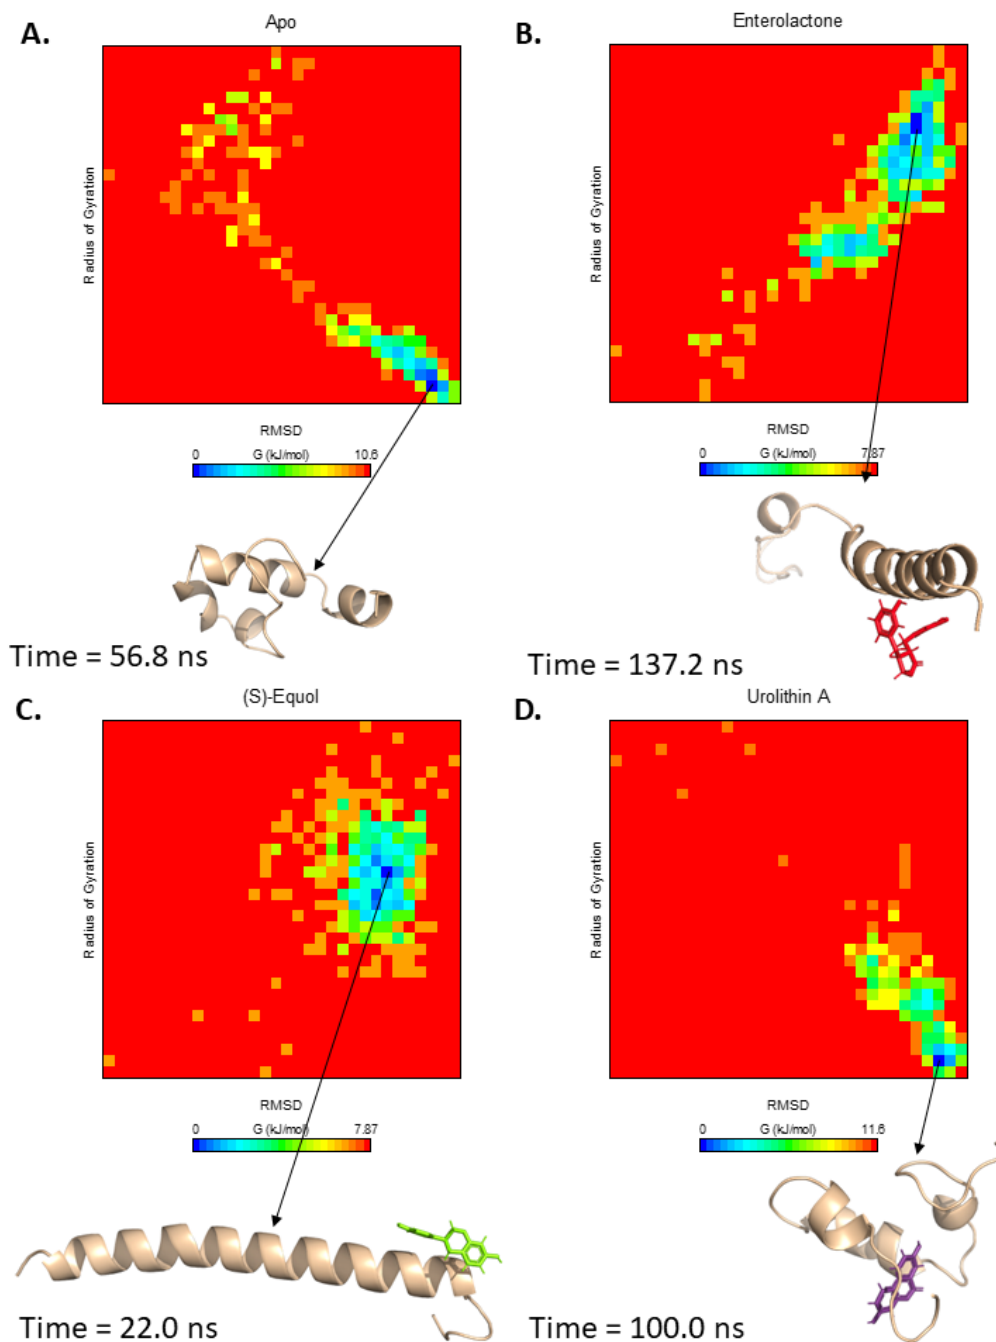 A.
Apo
Radius of Gyration
RMSD
0 G (kJ/mol) 10.6
Time = 56.8 ns
B.
Enterolactone
Radius of Gyration
RMSD
0 G (kJ/mol) 7.87
Time = 137.2 ns
C.
(S)-Equol
Radius of Gyration
RMSD
0 G (kJ/mol) 7.87
Time = 22.0 ns
D.
Urolithin A
Radius of Gyration
RMSD
0 G (kJ/mol) 11.6
Time = 100.0 ns